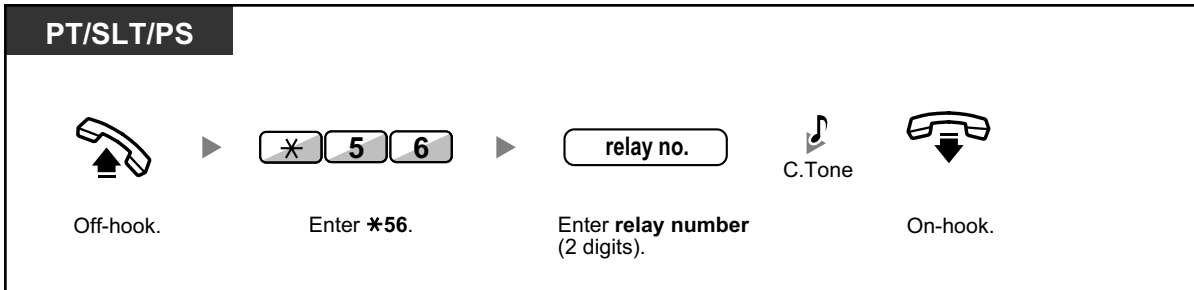 PT/SLT/PS
✳ 5 6
relay no.
C.Tone
Off-hook.
Enter ✳56.
Enter relay number
(2 digits).
On-hook.